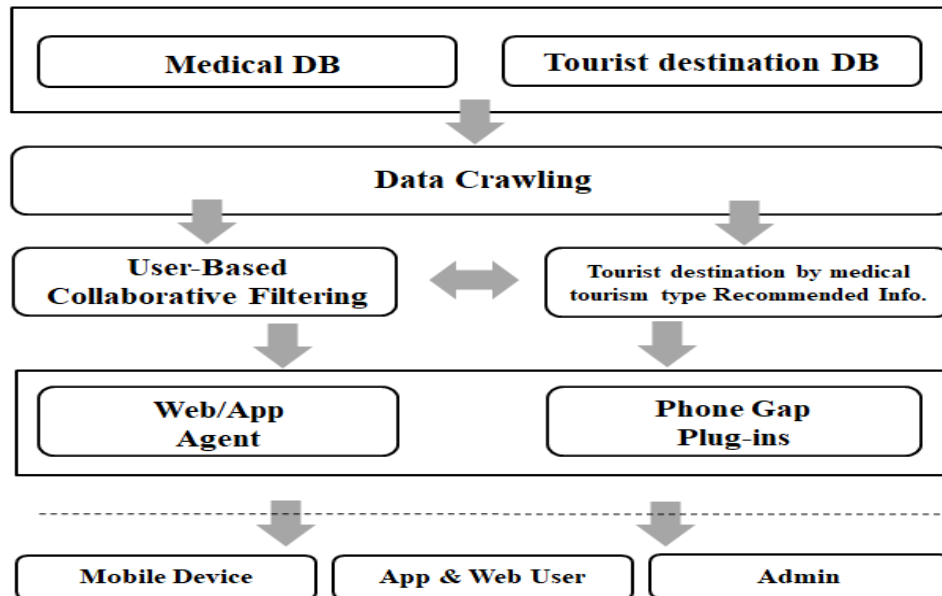 Medical DB
Tourist destination DB
Data Crawling
User-Based
Collaborative Filtering
Tourist destination by medical
tourism type Recommended Info.
Web/App
Agent
Phone Gap
Plug-ins
Mobile Device
App & Web User
Admin